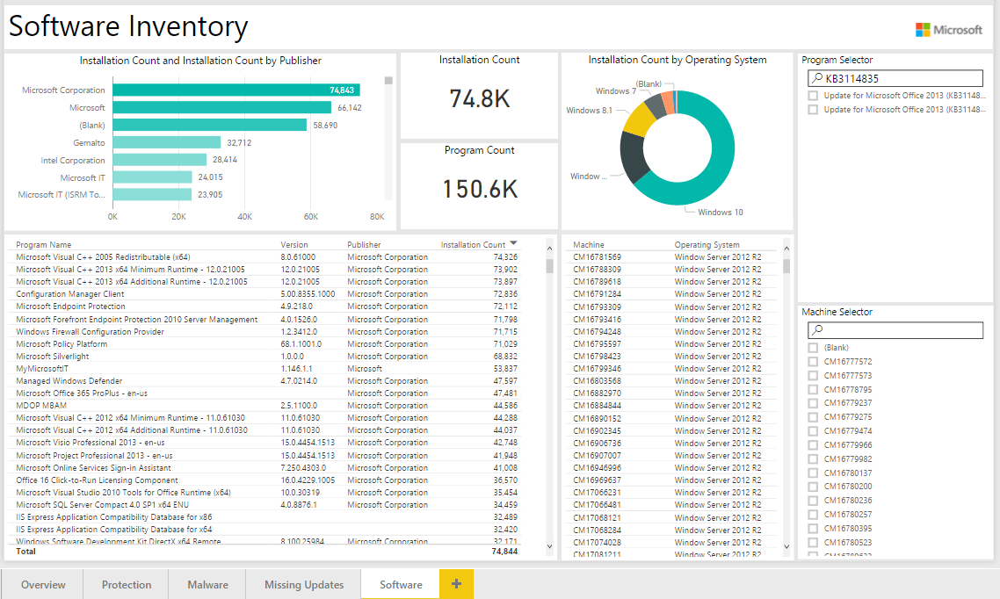 Software Inventory
Microsoft
Installation Count and Installation Count by Publisher
Microsoft Corporation 74,843
Microsoft 66,142
(Blank) 58,690
Gemalto 32,712
Intel Corporation 28,414
Microsoft IT 24,015
Microsoft IT (ISRM To... 23,905
0K 20K 40K 60K 80K
Installation Count
74.8K
Program Count
150.6K
Installation Count by Operating System
(Blank)
Windows 7
Windows 8.1
Window ...
Windows 10
Program Selector
KB3114835
Update for Microsoft Office 2013 (KB31148...
Update for Microsoft Office 2013 (KB31148...
Program Name Version Publisher Installation Count
Microsoft Visual C++ 2005 Redistributable (x64) 8.0.61000 Microsoft Corporation 74,326
Microsoft Visual C++ 2013 x64 Minimum Runtime - 12.0.21005 12.0.21005 Microsoft Corporation 73,902
Microsoft Visual C++ 2013 x64 Additional Runtime - 12.0.21005 12.0.21005 Microsoft Corporation 73,897
Configuration Manager Client 5.00.8355.1000 Microsoft Corporation 72,836
Microsoft Endpoint Protection 4.9.218.0 Microsoft Corporation 72,112
Microsoft Forefront Endpoint Protection 2010 Server Management 4.0.1526.0 Microsoft Corporation 71,798
Windows Firewall Configuration Provider 1.2.3412.0 Microsoft Corporation 71,715
Microsoft Policy Platform 68.1.1001.0 Microsoft Corporation 71,029
Microsoft Silverlight 1.0.0.0 Microsoft Corporation 68,832
MyMicrosoftIT 1.146.1.1 Microsoft 53,837
Managed Windows Defender 4.7.0214.0 Microsoft Corporation 47,597
Microsoft Office 365 ProPlus - en-us Microsoft Corporation 47,481
MDOP MBAM 2.5.1100.0 Microsoft Corporation 44,586
Microsoft Visual C++ 2012 x64 Minimum Runtime - 11.0.61030 11.0.61030 Microsoft Corporation 44,288
Microsoft Visual C++ 2012 x64 Additional Runtime - 11.0.61030 11.0.61030 Microsoft Corporation 44,037
Microsoft Visio Professional 2013 - en-us 15.0.4454.1513 Microsoft Corporation 42,748
Microsoft Project Professional 2013 - en-us 15.0.4454.1513 Microsoft Corporation 41,948
Microsoft Online Services Sign-in Assistant 7.250.4303.0 Microsoft Corporation 41,008
Office 16 Click-to-Run Licensing Component 16.0.4229.1005 Microsoft Corporation 36,570
Microsoft Visual Studio 2010 Tools for Office Runtime (x64) 10.0.30319 Microsoft Corporation 35,454
Microsoft SQL Server Compact 4.0 SP1 x64 ENU 4.0.8876.1 Microsoft Corporation 34,459
IIS Express Application Compatibility Database for x86 32,489
IIS Express Application Compatibility Database for x64 32,420
Windows Software Development Kit DirectX x64 Remote 8.100.25984 Microsoft Corporation 32,171
Total 74,844
Machine Operating System
CM16781569 Window Server 2012 R2
CM16788309 Window Server 2012 R2
CM16789618 Window Server 2012 R2
CM16791284 Window Server 2012 R2
CM16793309 Window Server 2012 R2
CM16793416 Window Server 2012 R2
CM16794248 Window Server 2012 R2
CM16795597 Window Server 2012 R2
CM16798423 Window Server 2012 R2
CM16799346 Window Server 2012 R2
CM16803568 Window Server 2012 R2
CM16882970 Window Server 2012 R2
CM16884844 Window Server 2012 R2
CM16890152 Window Server 2012 R2
CM16902345 Window Server 2012 R2
CM16906736 Window Server 2012 R2
CM16907007 Window Server 2012 R2
CM16946996 Window Server 2012 R2
CM16969637 Window Server 2012 R2
CM17066231 Window Server 2012 R2
CM17066481 Window Server 2012 R2
CM17068121 Window Server 2012 R2
CM17068284 Window Server 2012 R2
CM17074028 Window Server 2012 R2
CM17081211 Window Server 2012 R2
Machine Selector
(Blank)
CM16777572
CM16777573
CM16778795
CM16779237
CM16779275
CM16779474
CM16779966
CM16779982
CM16780137
CM16780200
CM16780236
CM16780257
CM16780395
CM16780523
Overview Protection Malware Missing Updates Software +